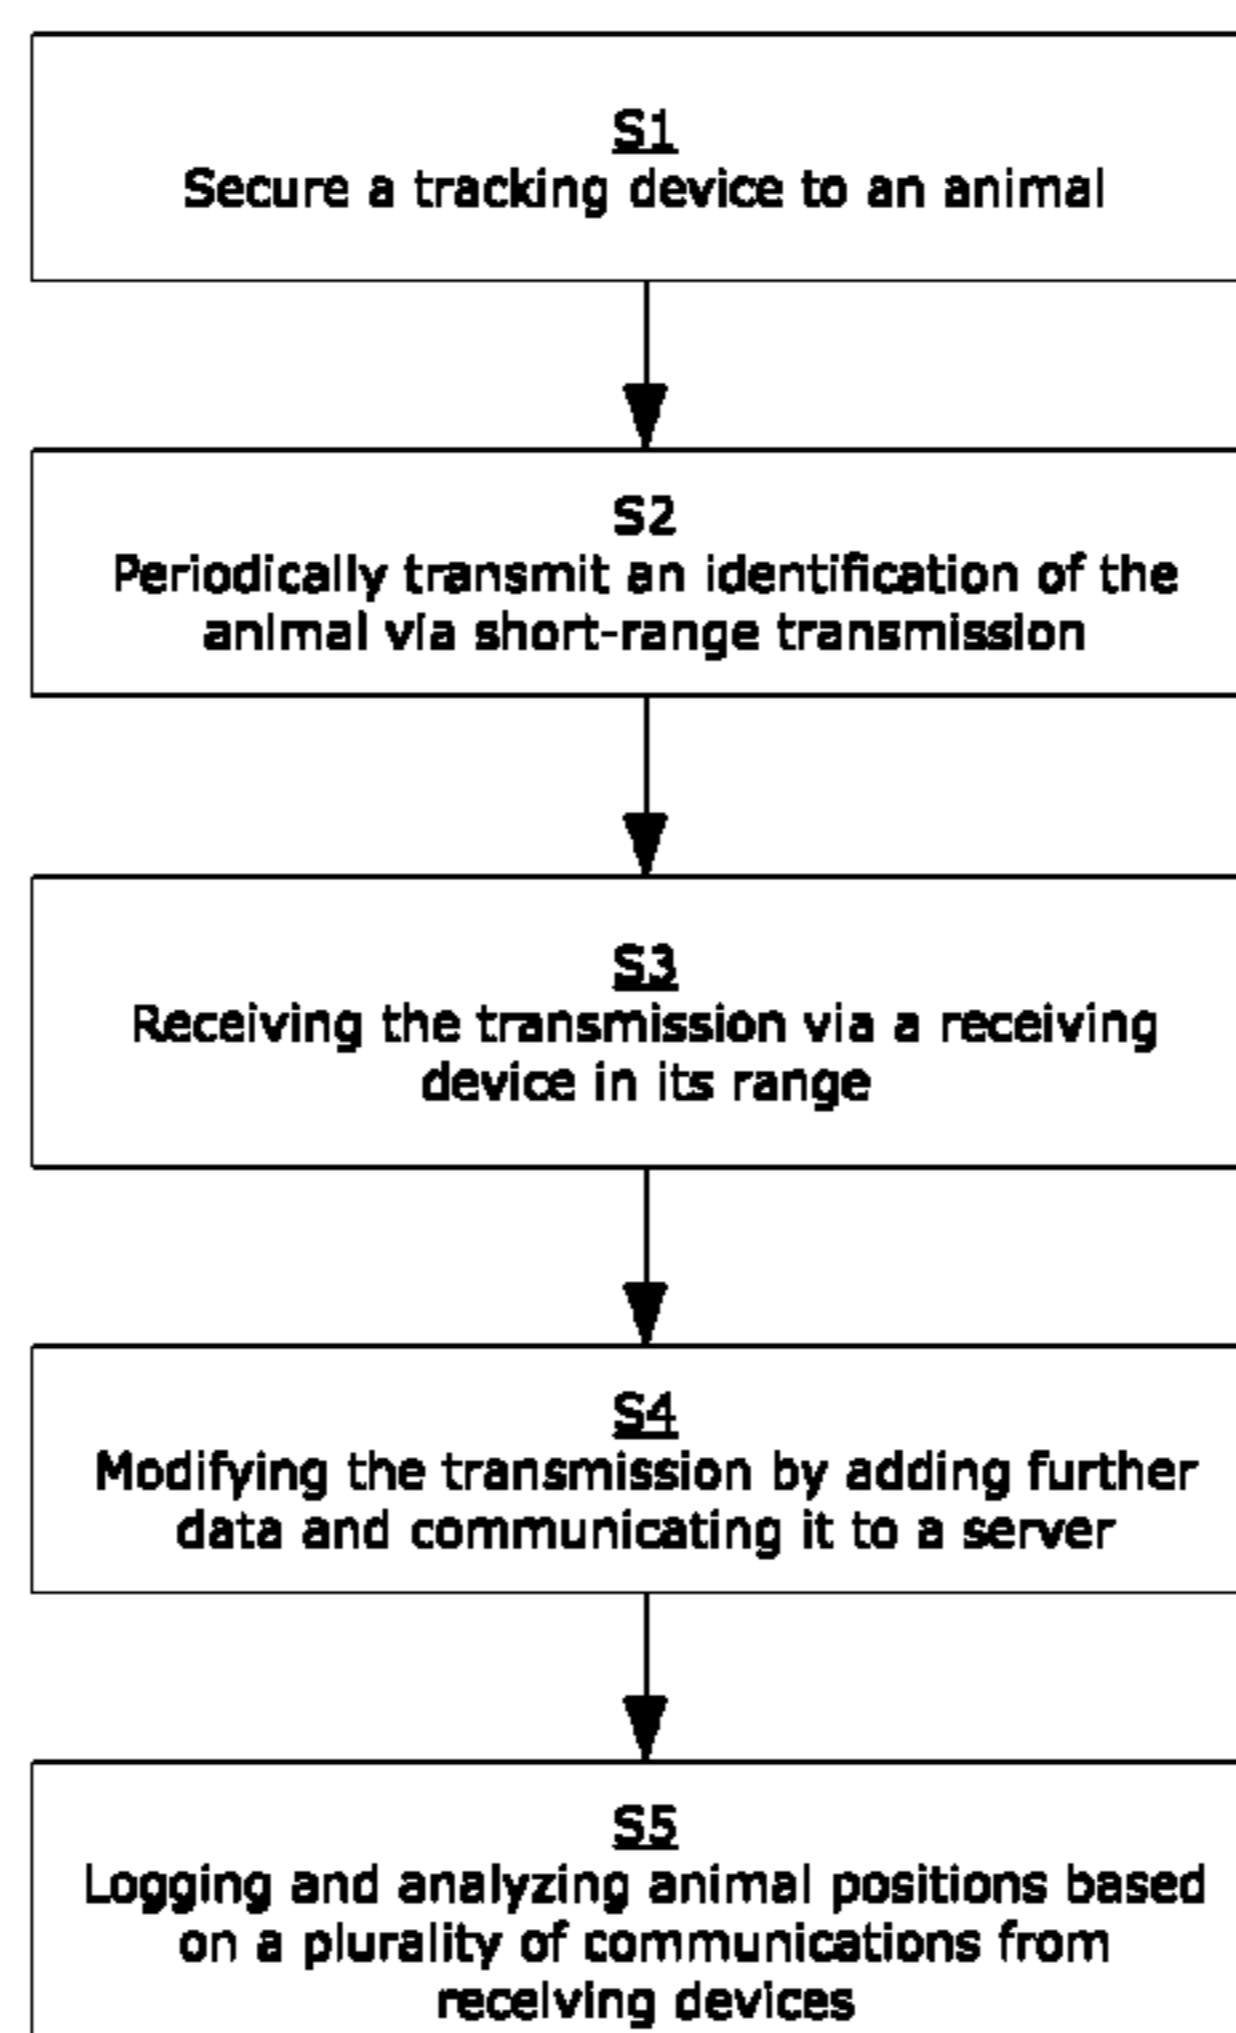 S1
Secure a tracking device to an animal
S2
Periodically transmit an identification of the
animal via short-range transmission
S3
Receiving the transmission via a receiving
device in its range
S4
Modifying the transmission by adding further
data and communicating it to a server
S5
Logging and analyzing animal positions based
on a plurality of communications from
receiving devices